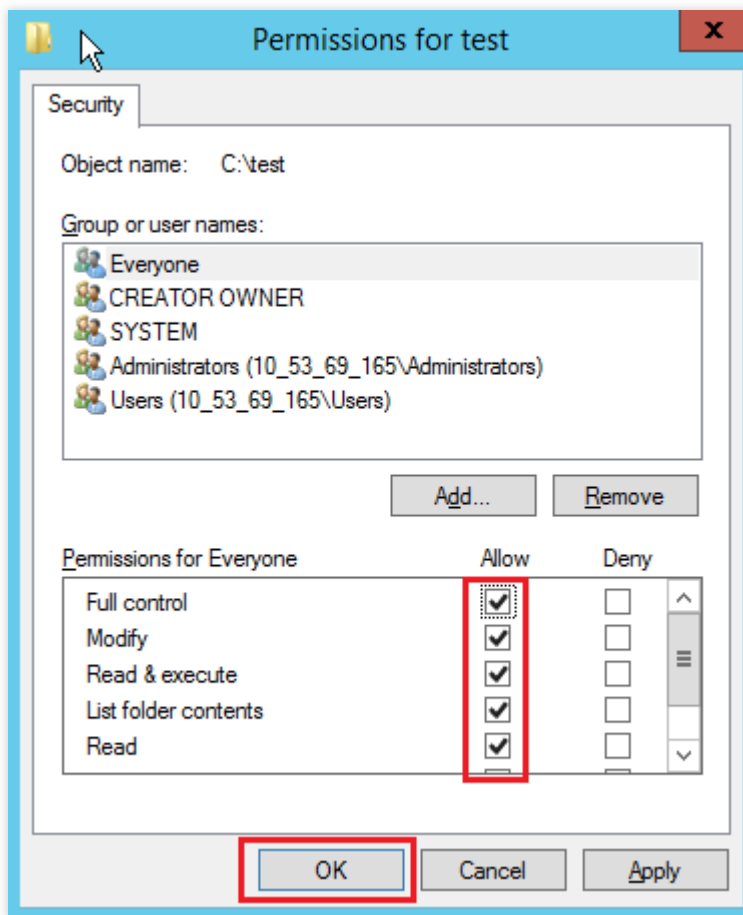 Permissions for test
x
Security
Object name: C:\test
Group or user names:
Everyone
CREATOR OWNER
SYSTEM
Administrators (10_53_69_165\Administrators)
Users (10_53_69_165\Users)
Add... Remove
Permissions for Everyone Allow Deny
Full control
Modify
Read & execute
List folder contents
Read
OK Cancel Apply